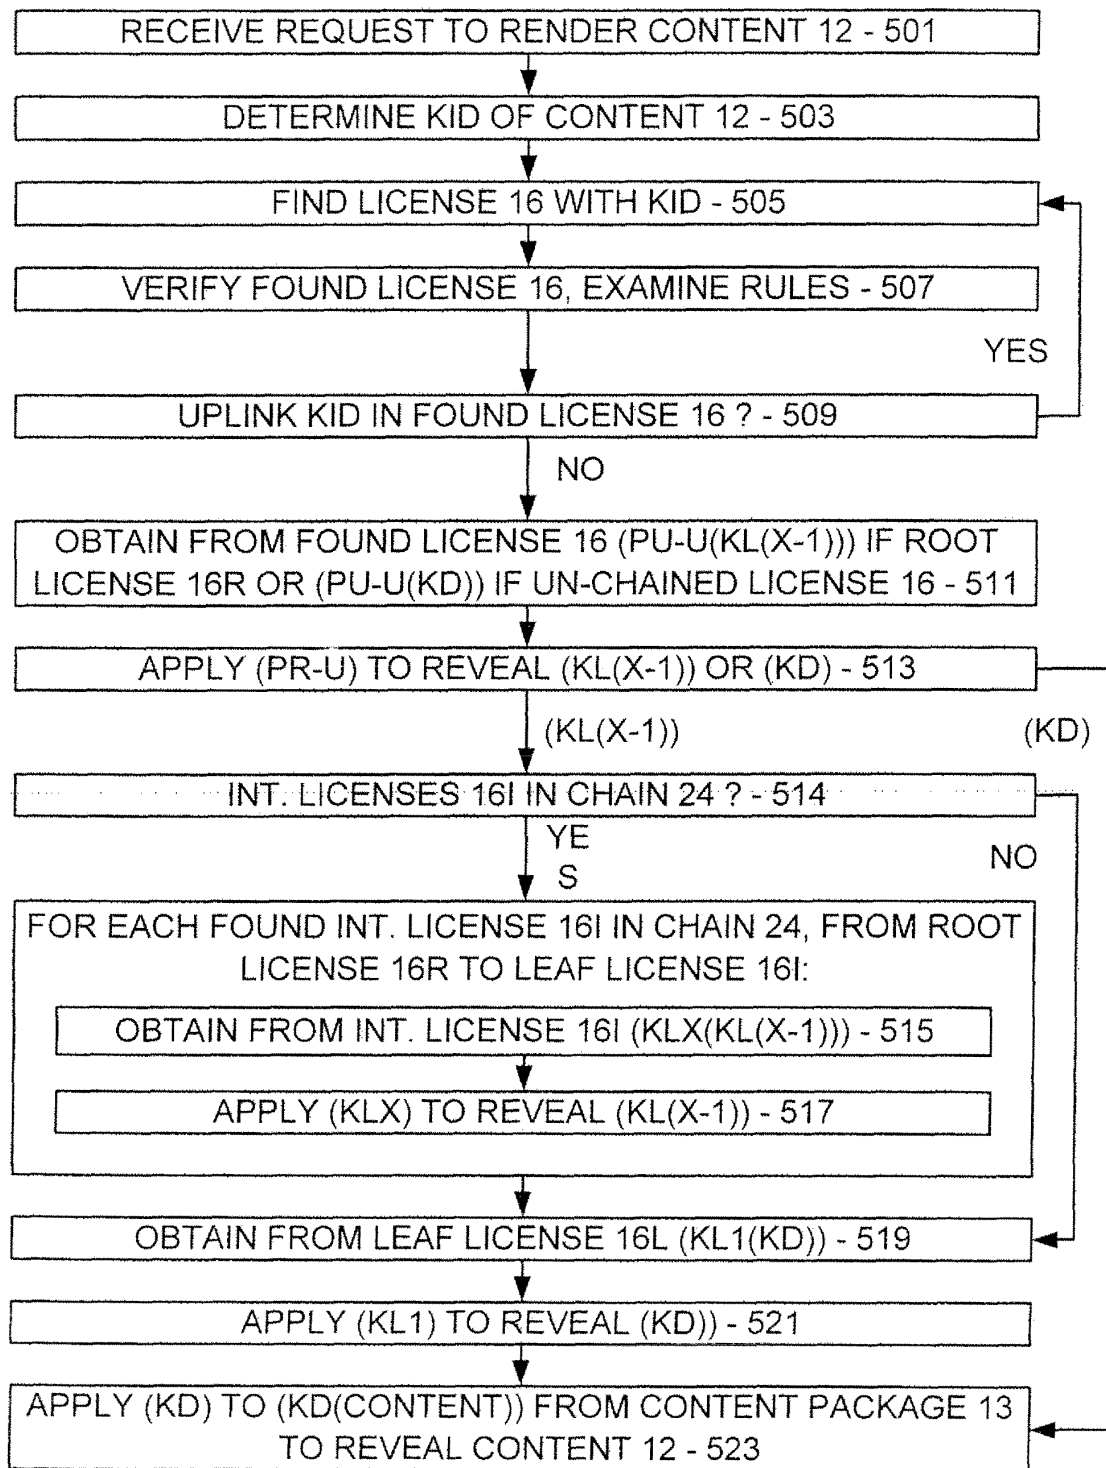 RECEIVE REQUEST TO RENDER CONTENT 12 - 501
DETERMINE KID OF CONTENT 12 - 503
FIND LICENSE 16 WITH KID - 505
VERIFY FOUND LICENSE 16, EXAMINE RULES - 507
YES
UPLINK KID IN FOUND LICENSE 16 ? - 509
NO
OBTAIN FROM FOUND LICENSE 16 (PU-U(KL(X-1))) IF ROOT
LICENSE 16R OR (PU-U(KD)) IF UN-CHAINED LICENSE 16 - 511
APPLY (PR-U) TO REVEAL (KL(X-1)) OR (KD) - 513
(KL(X-1))
(KD)
INT. LICENSES 16I IN CHAIN 24 ? - 514
YE
S
NO
FOR EACH FOUND INT. LICENSE 16I IN CHAIN 24, FROM ROOT
LICENSE 16R TO LEAF LICENSE 16I:
OBTAIN FROM INT. LICENSE 16I (KLX(KL(X-1))) - 515
APPLY (KLX) TO REVEAL (KL(X-1)) - 517
OBTAIN FROM LEAF LICENSE 16L (KL1(KD)) - 519
APPLY (KL1) TO REVEAL (KD)) - 521
APPLY (KD) TO (KD(CONTENT)) FROM CONTENT PACKAGE 13
TO REVEAL CONTENT 12 - 523